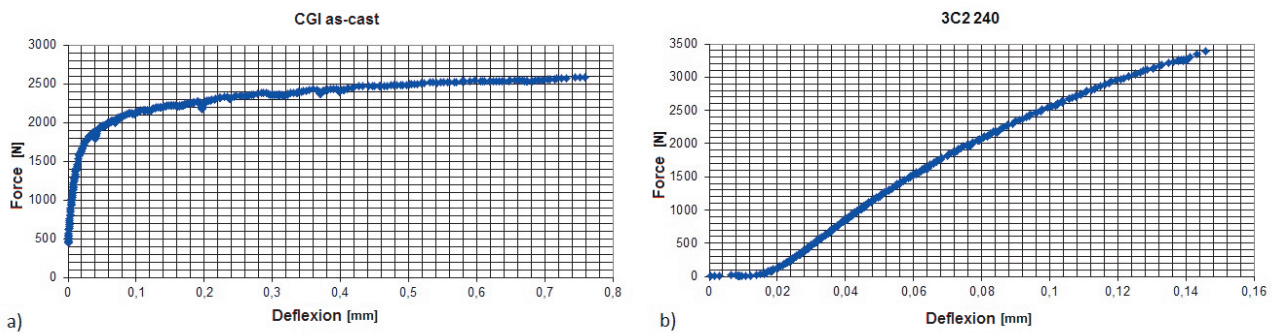 CGI as-cast
3000
2500
2000
1500
1000
500
0
Force [N]
0 0,1 0,2 0,3 0,4 0,5 0,6 0,7 0,8
Deflexion [mm]
a)
3C2 240
3500
3000
2500
2000
1500
1000
500
0
Force [N]
0 0,02 0,04 0,06 0,08 0,1 0,12 0,14 0,16
Deflexion [mm]
b)